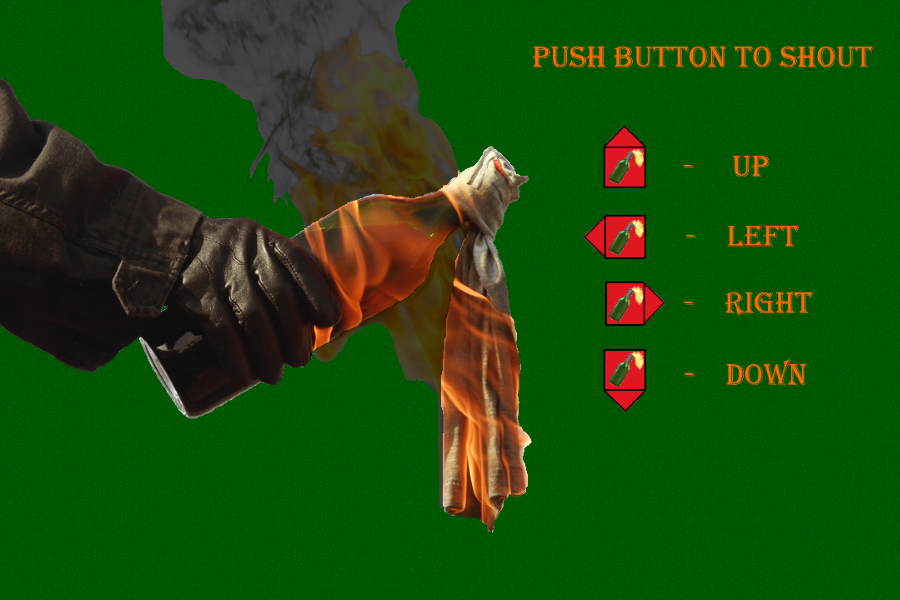 PUSH BUTTON TO SHOUT
- UP
- LEFT
- RIGHT
- DOWN